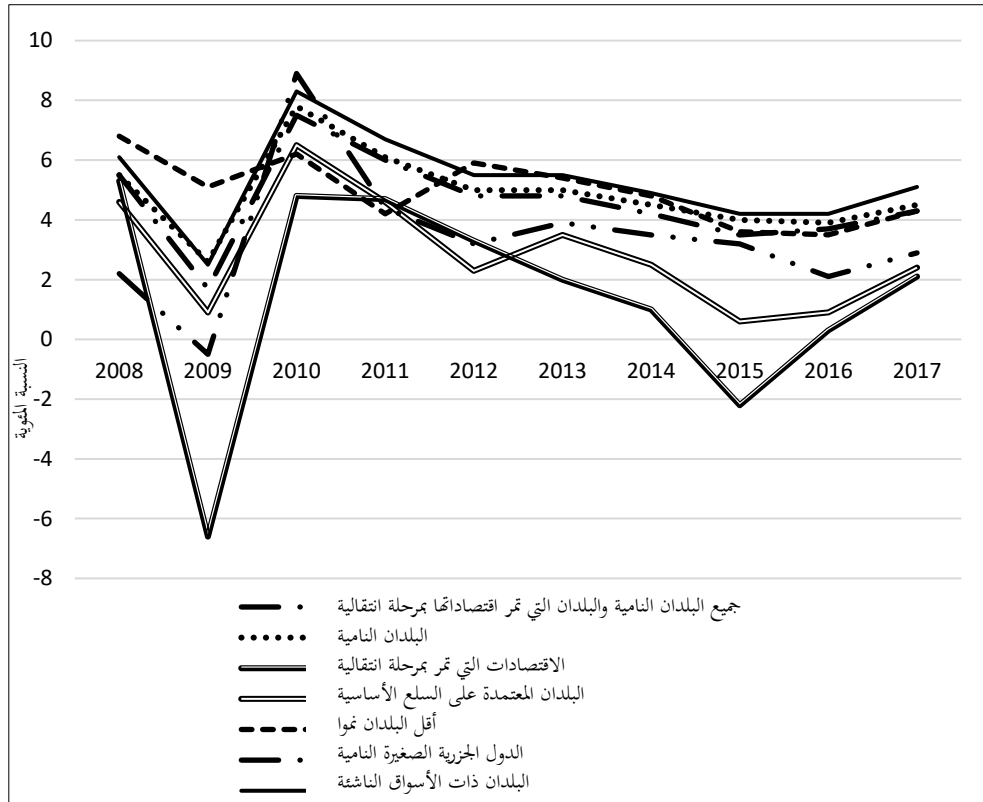 10
8
6
4
2
0
-2
-4
-6
-8
النسبة المئوية
2008 2009 2010 2011 2012 2013 2014 2015 2016 2017
جميع البلدان النامية والبلدان التي تمر اقتصاداتها بمرحلة انتقالية
البلدان النامية
الاقتصادات التي تمر بمرحلة انتقالية
البلدان المعتمدة على السلع الأساسية
أقل البلدان نموا
الدول الجزرية الصغيرة النامية
البلدان ذات الأسواق الناشئة